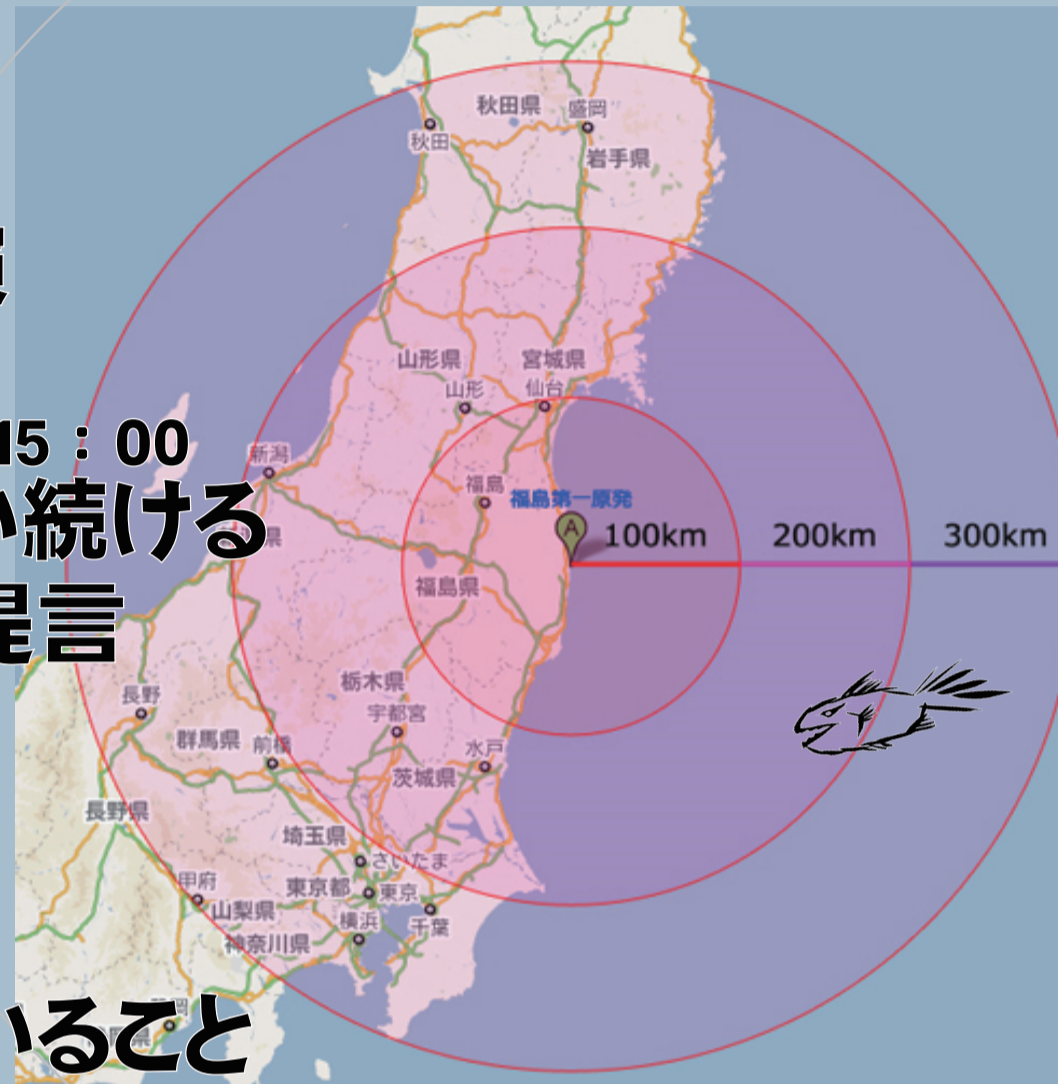 秋田県 盛岡
秋田
岩手県
15：00
続ける
提言
いること
山形県 宮城県
山形 仙台
新潟
福島 福島第一原発
A 100km 200km 300km
福島県
栃木県
長野
宇都宮
群馬県 前橋 水戸
茨城県
長野県
埼玉県
さいたま
甲府 東京都 東京
山梨県 横浜 千葉
神奈川県